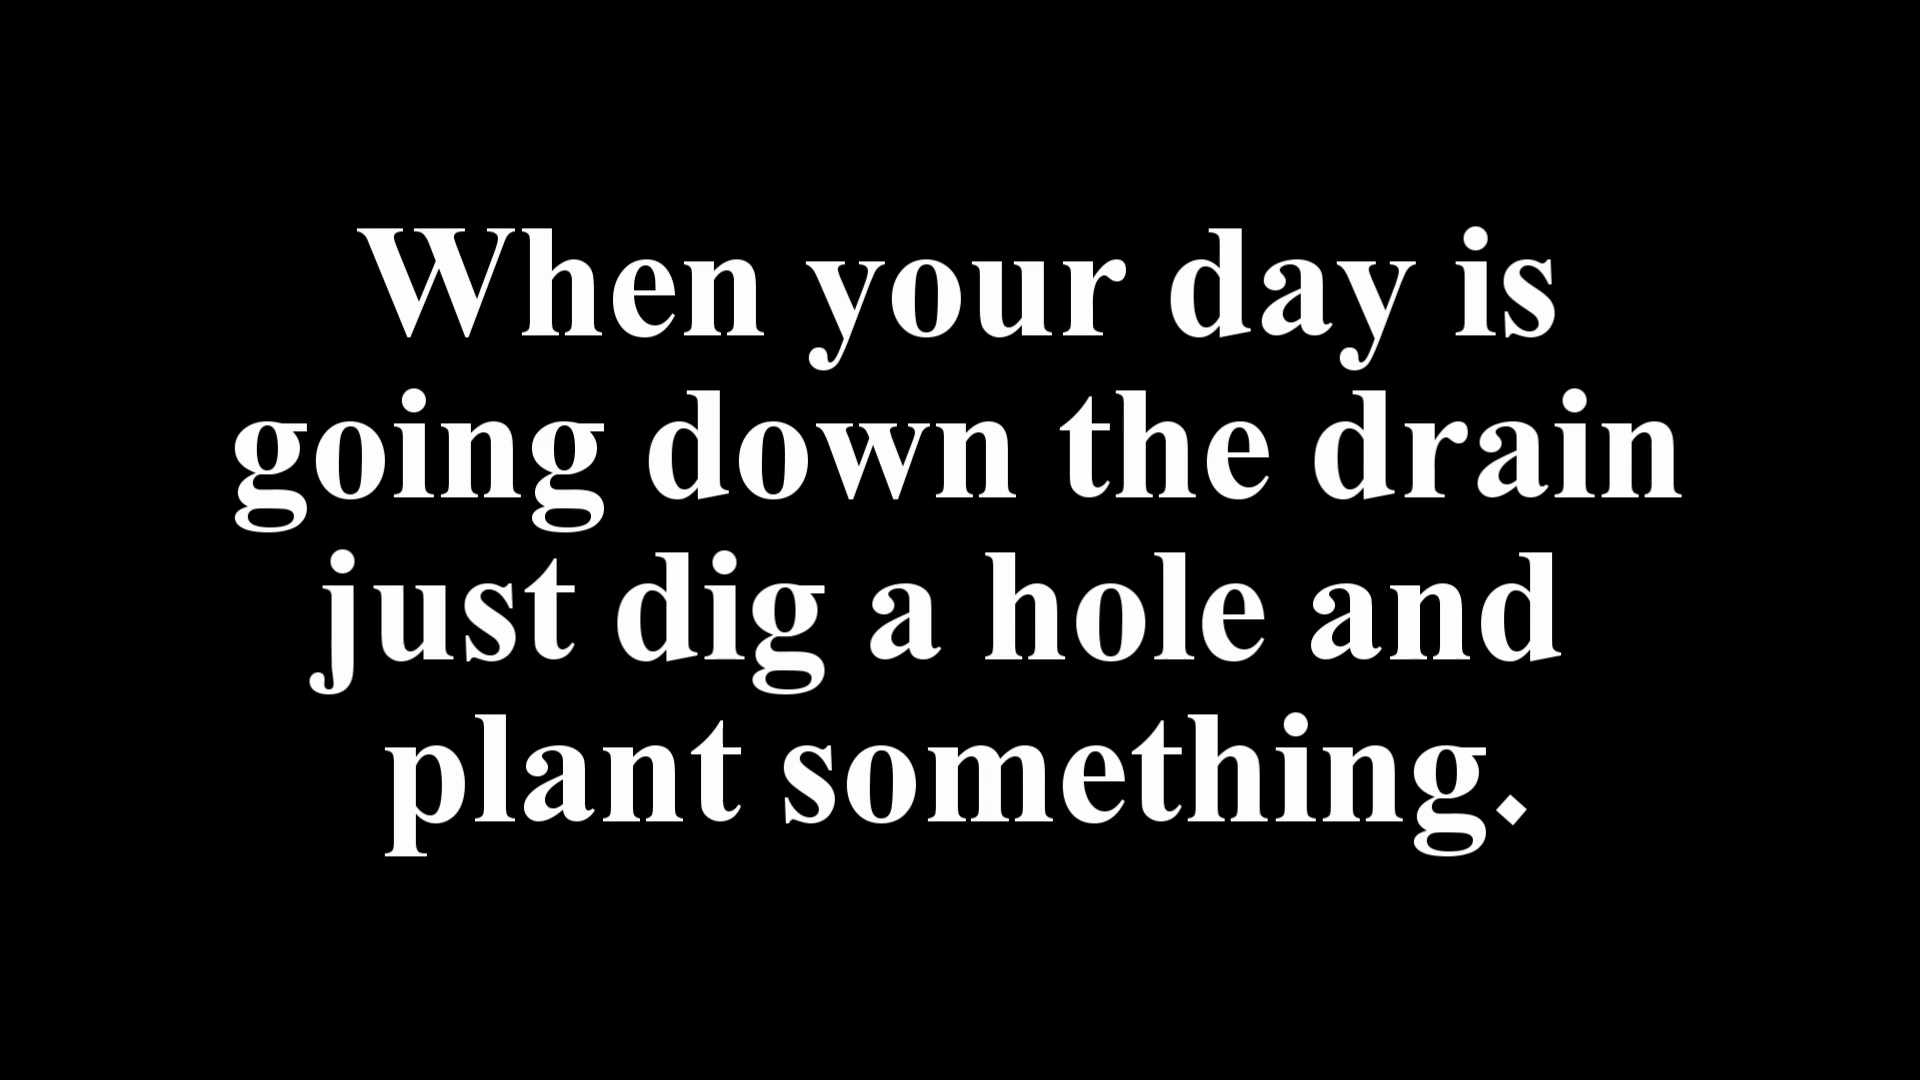 When your day is
going down the drain
just dig a hole and
plant something.